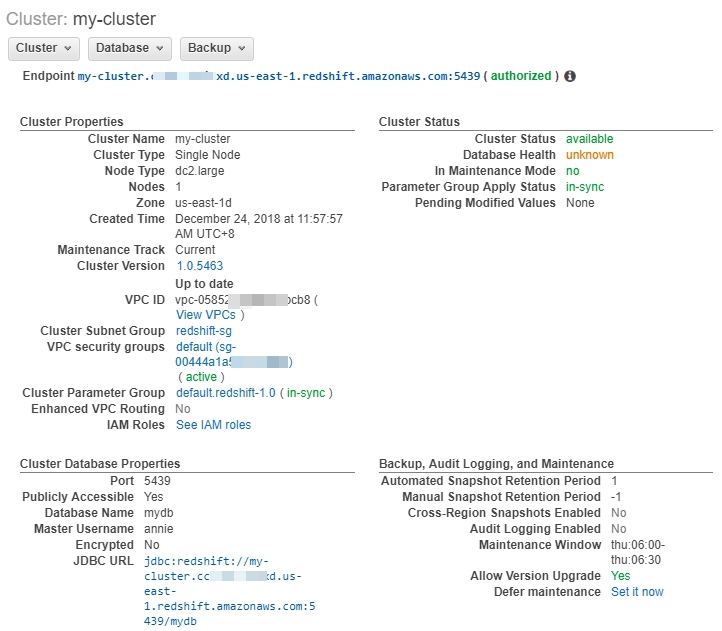 Cluster: my-cluster
Cluster Database Backup
Endpoint my-cluster.c xd.us-east-1.redshift.amazonaws.com:5439 ( authorized )
Cluster Properties
Cluster Name my-cluster
Cluster Type Single Node
Node Type dc2.large
Nodes 1
Zone us-east-1d
Created Time December 24, 2018 at 11:57:57
AM UTC+8
Maintenance Track Current
Cluster Version 1.0.5463
Up to date
VPC ID vpc-05852 cb8 (
View VPCs )
Cluster Subnet Group redshift-sg
VPC security groups default (sg-
00444a1a )
( active )
Cluster Parameter Group default.redshift-1.0 ( in-sync )
Enhanced VPC Routing No
IAM Roles See IAM roles
Cluster Status
Cluster Status available
Database Health unknown
In Maintenance Mode no
Parameter Group Apply Status in-sync
Pending Modified Values None
Cluster Database Properties
Port 5439
Publicly Accessible Yes
Database Name mydb
Master Username annie
Encrypted No
JDBC URL jdbc:redshift://my-
cluster.cc d.us-
east-
1.redshift.amazonaws.com:5
439/mydb
Backup, Audit Logging, and Maintenance
Automated Snapshot Retention Period 1
Manual Snapshot Retention Period -1
Cross-Region Snapshots Enabled No
Audit Logging Enabled No
Maintenance Window thu:06:00-
thu:06:30
Allow Version Upgrade Yes
Defer maintenance Set it now